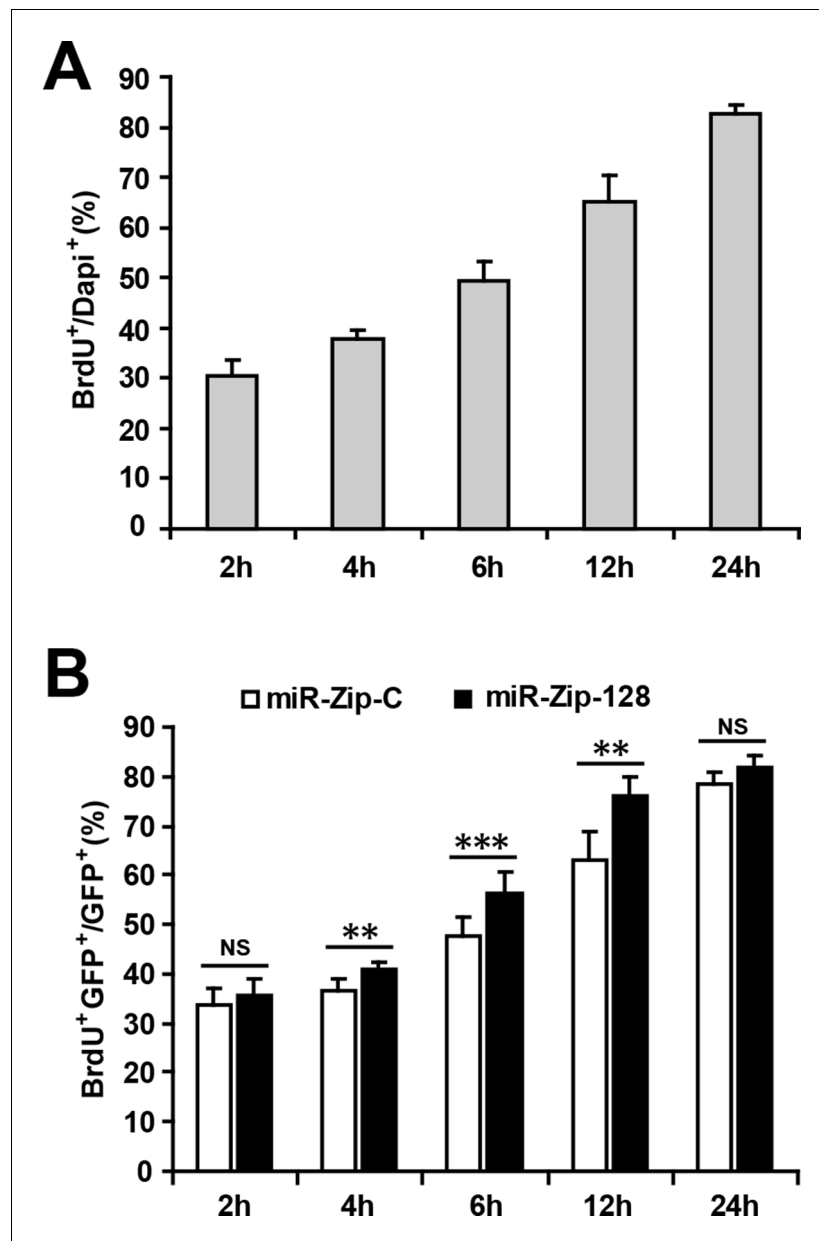 A
BrdU⁺/Dapi⁺(%)
90
80
70
60
50
40
30
20
10
0
2h 4h 6h 12h 24h
B
miR-Zip-C miR-Zip-128
BrdU⁺GFP⁺/GFP⁺(%)
90
80
70
60
50
40
30
20
10
0
NS ** *** ** NS
2h 4h 6h 12h 24h